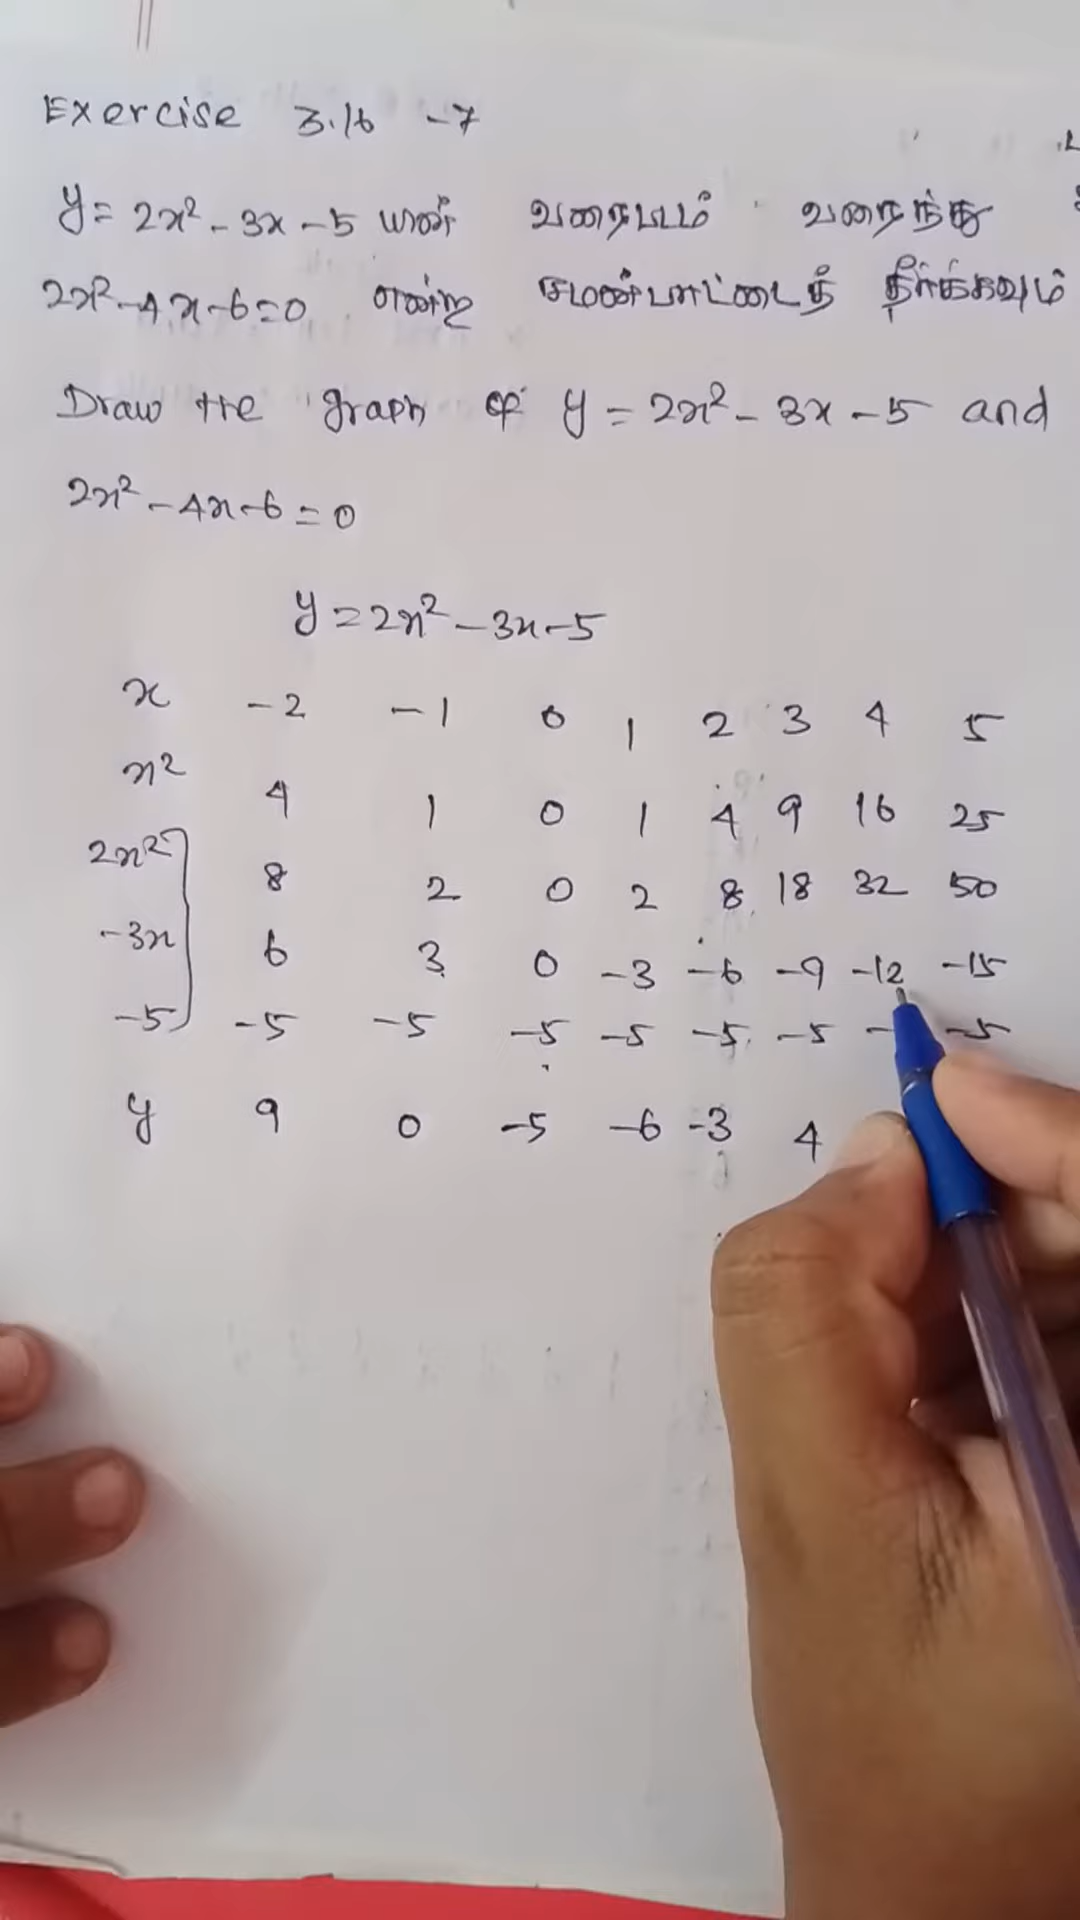 Exercise 3.16 -7
y = 2x² - 3x - 5 யின் வரைபடம் வரைந்து
2x² - 4x - 6 = 0 என்ற சமன்பாட்டைத் தீர்க்கவும்
Draw the graph of y = 2x² - 3x - 5 and
2x² - 4x - 6 = 0
y = 2x² - 3x - 5
x -2 -1 0 1 2 3 4 5
x² 4 1 0 1 4 9 16 25
2x² 8 2 0 2 8 18 32 50
-3x 6 3 0 -3 -6 -9 -12 -15
-5 -5 -5 -5 -5 -5 -5 - -5
y 9 0 -5 -6 -3 4